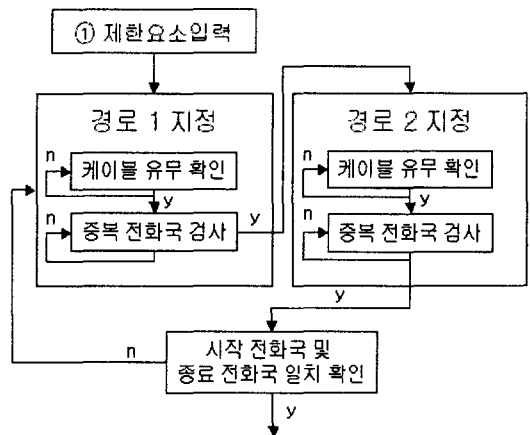 ① 제한요소입력
경로 1 지정
n
케이블 유무 확인
y
n
중복 전화국 검사
y
경로 2 지정
n
케이블 유무 확인
y
n
중복 전화국 검사
y
n
시작 전화국 및
종료 전화국 일치 확인
y